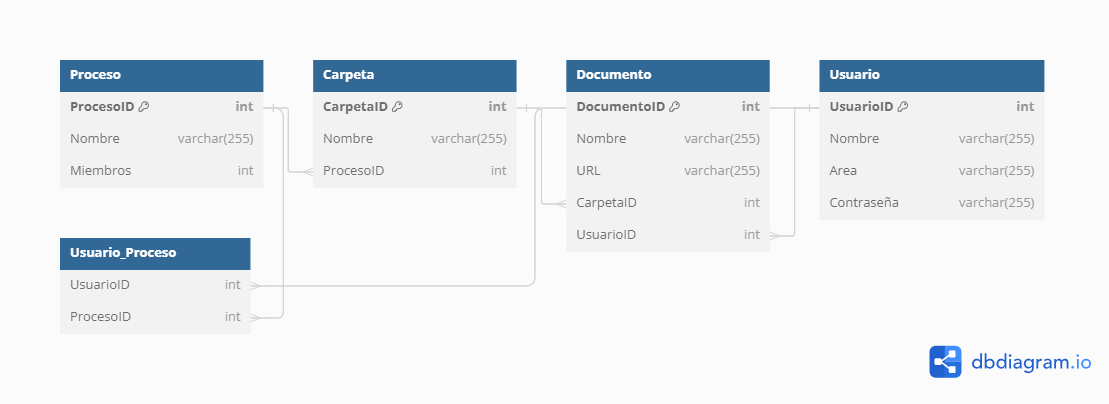 Proceso
ProcesoID int
Nombre varchar(255)
Miembros int
Carpeta
CarpetaID int
Nombre varchar(255)
ProcesoID int
Documento
DocumentoID int
Nombre varchar(255)
URL varchar(255)
CarpetaID int
UsuarioID int
Usuario
UsuarioID int
Nombre varchar(255)
Area varchar(255)
Contraseña varchar(255)
Usuario_Proceso
UsuarioID int
ProcesoID int
dbdiagram.io